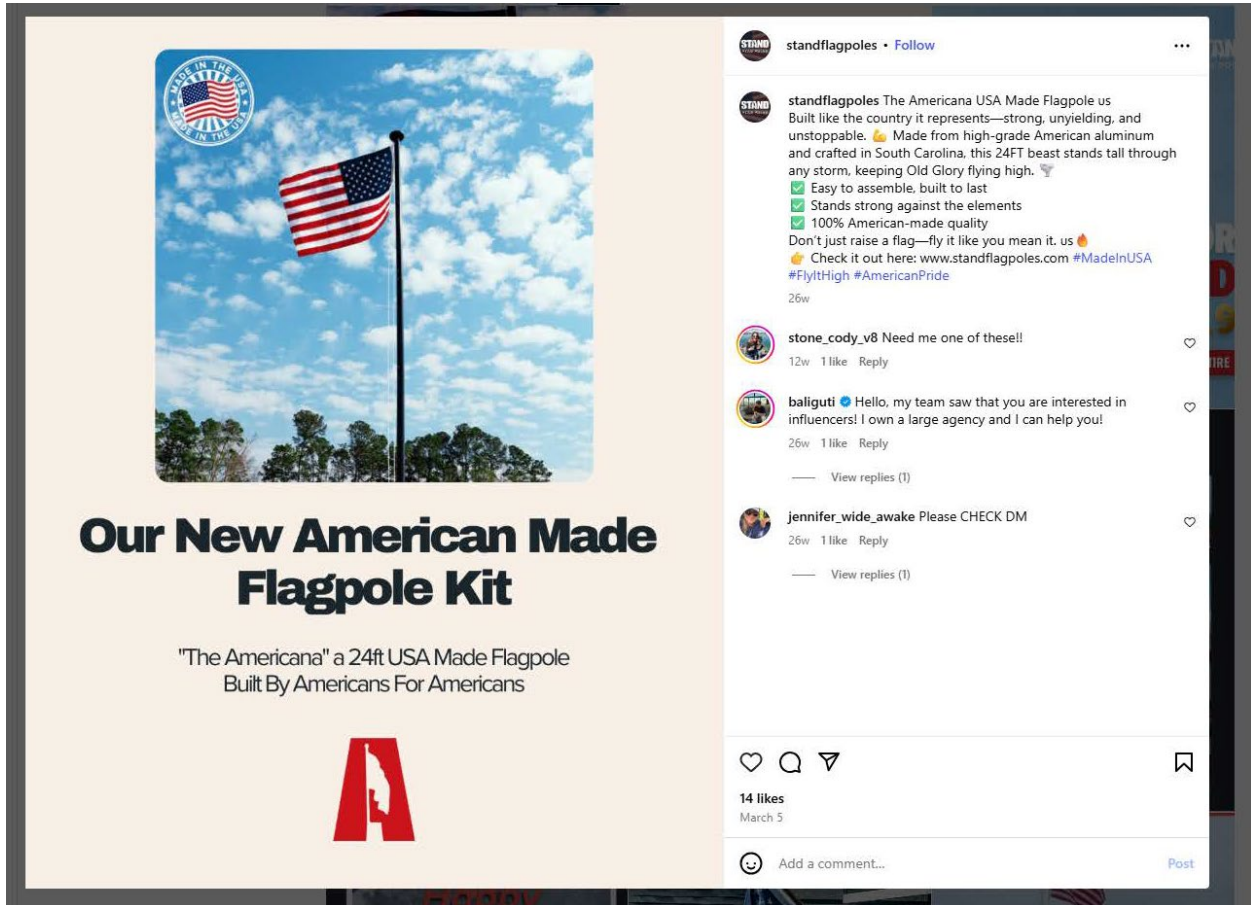 MADE IN THE USA
MADE IN THE USA
Our New American Made
Flagpole Kit
"The Americana" a 24ft USA Made Flagpole
Built By Americans For Americans
STAND
standflagpoles • Follow
STAND
standflagpoles The Americana USA Made Flagpole us
Built like the country it represents—strong, unyielding, and
unstoppable. 💪 Made from high-grade American aluminum
and crafted in South Carolina, this 24FT beast stands tall through
any storm, keeping Old Glory flying high. 🌪️
✅ Easy to assemble, built to last
✅ Stands strong against the elements
✅ 100% American-made quality
Don't just raise a flag—fly it like you mean it. us🔥
👉 Check it out here: www.standflagpoles.com #MadeInUSA
#FlyItHigh #AmericanPride
26w
stone_cody_v8 Need me one of these!!
12w 1 like Reply
baliguti Hello, my team saw that you are interested in
influencers! I own a large agency and I can help you!
26w 1 like Reply
View replies (1)
jennifer_wide_awake Please CHECK DM
26w 1 like Reply
View replies (1)
14 likes
March 5
Add a comment... Post